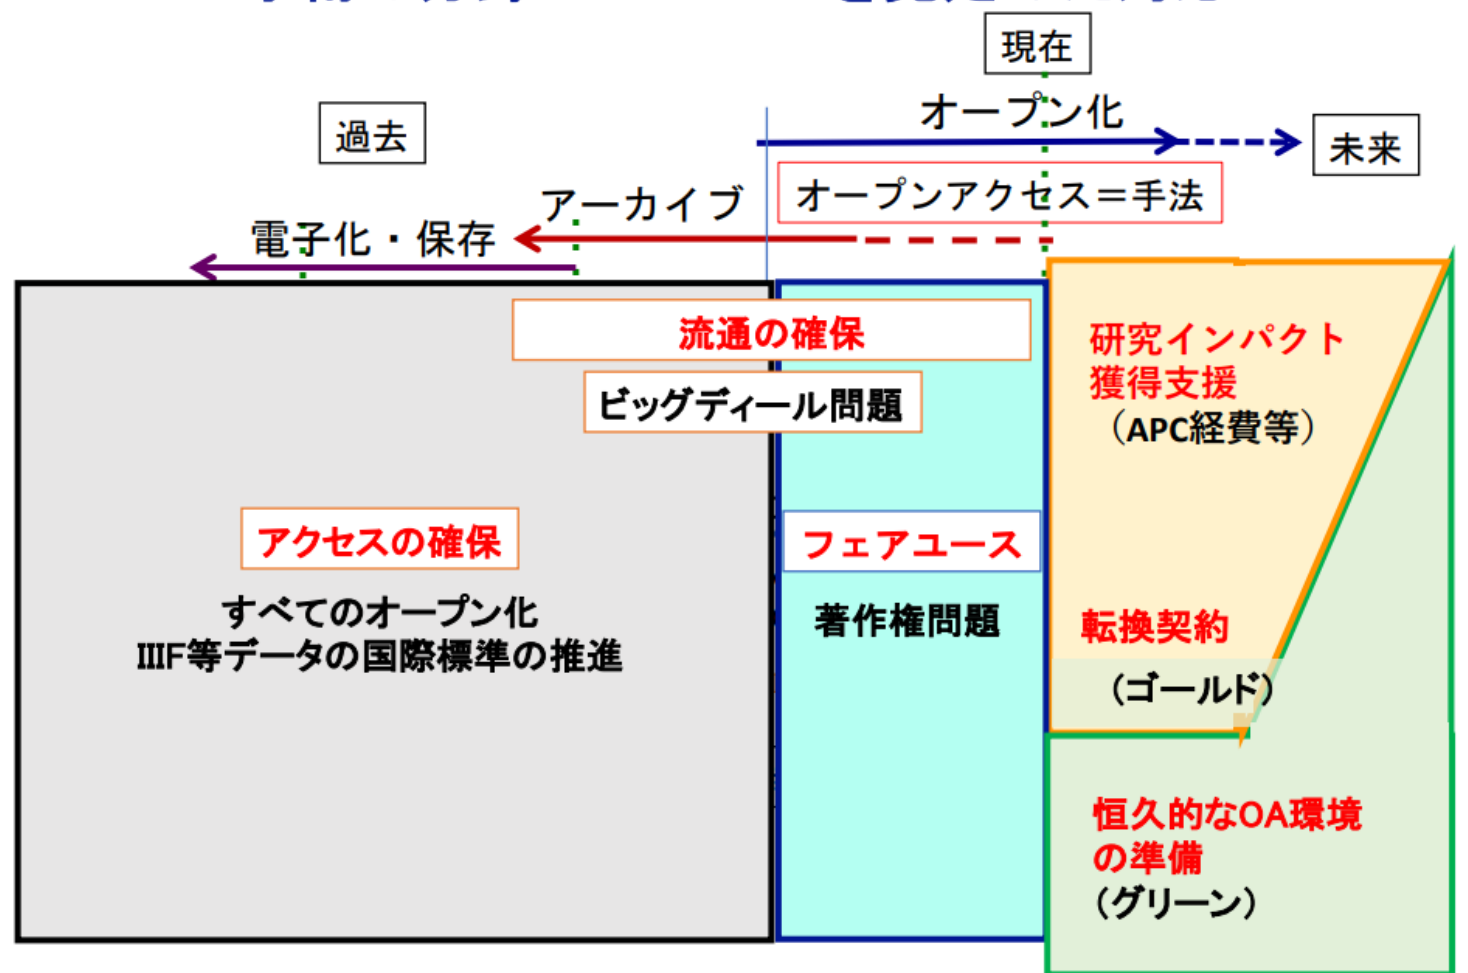 現在
オープン化
過去
未来
オープンアクセス＝手法
アーカイブ
電子化・保存
流通の確保
ビッグディール問題
研究インパクト
獲得支援
（APC経費等）
アクセスの確保
フェアユース
すべてのオープン化
IIIF等データの国際標準の推進
著作権問題
転換契約
（ゴールド）
恒久的なOA環境
の準備
（グリーン）